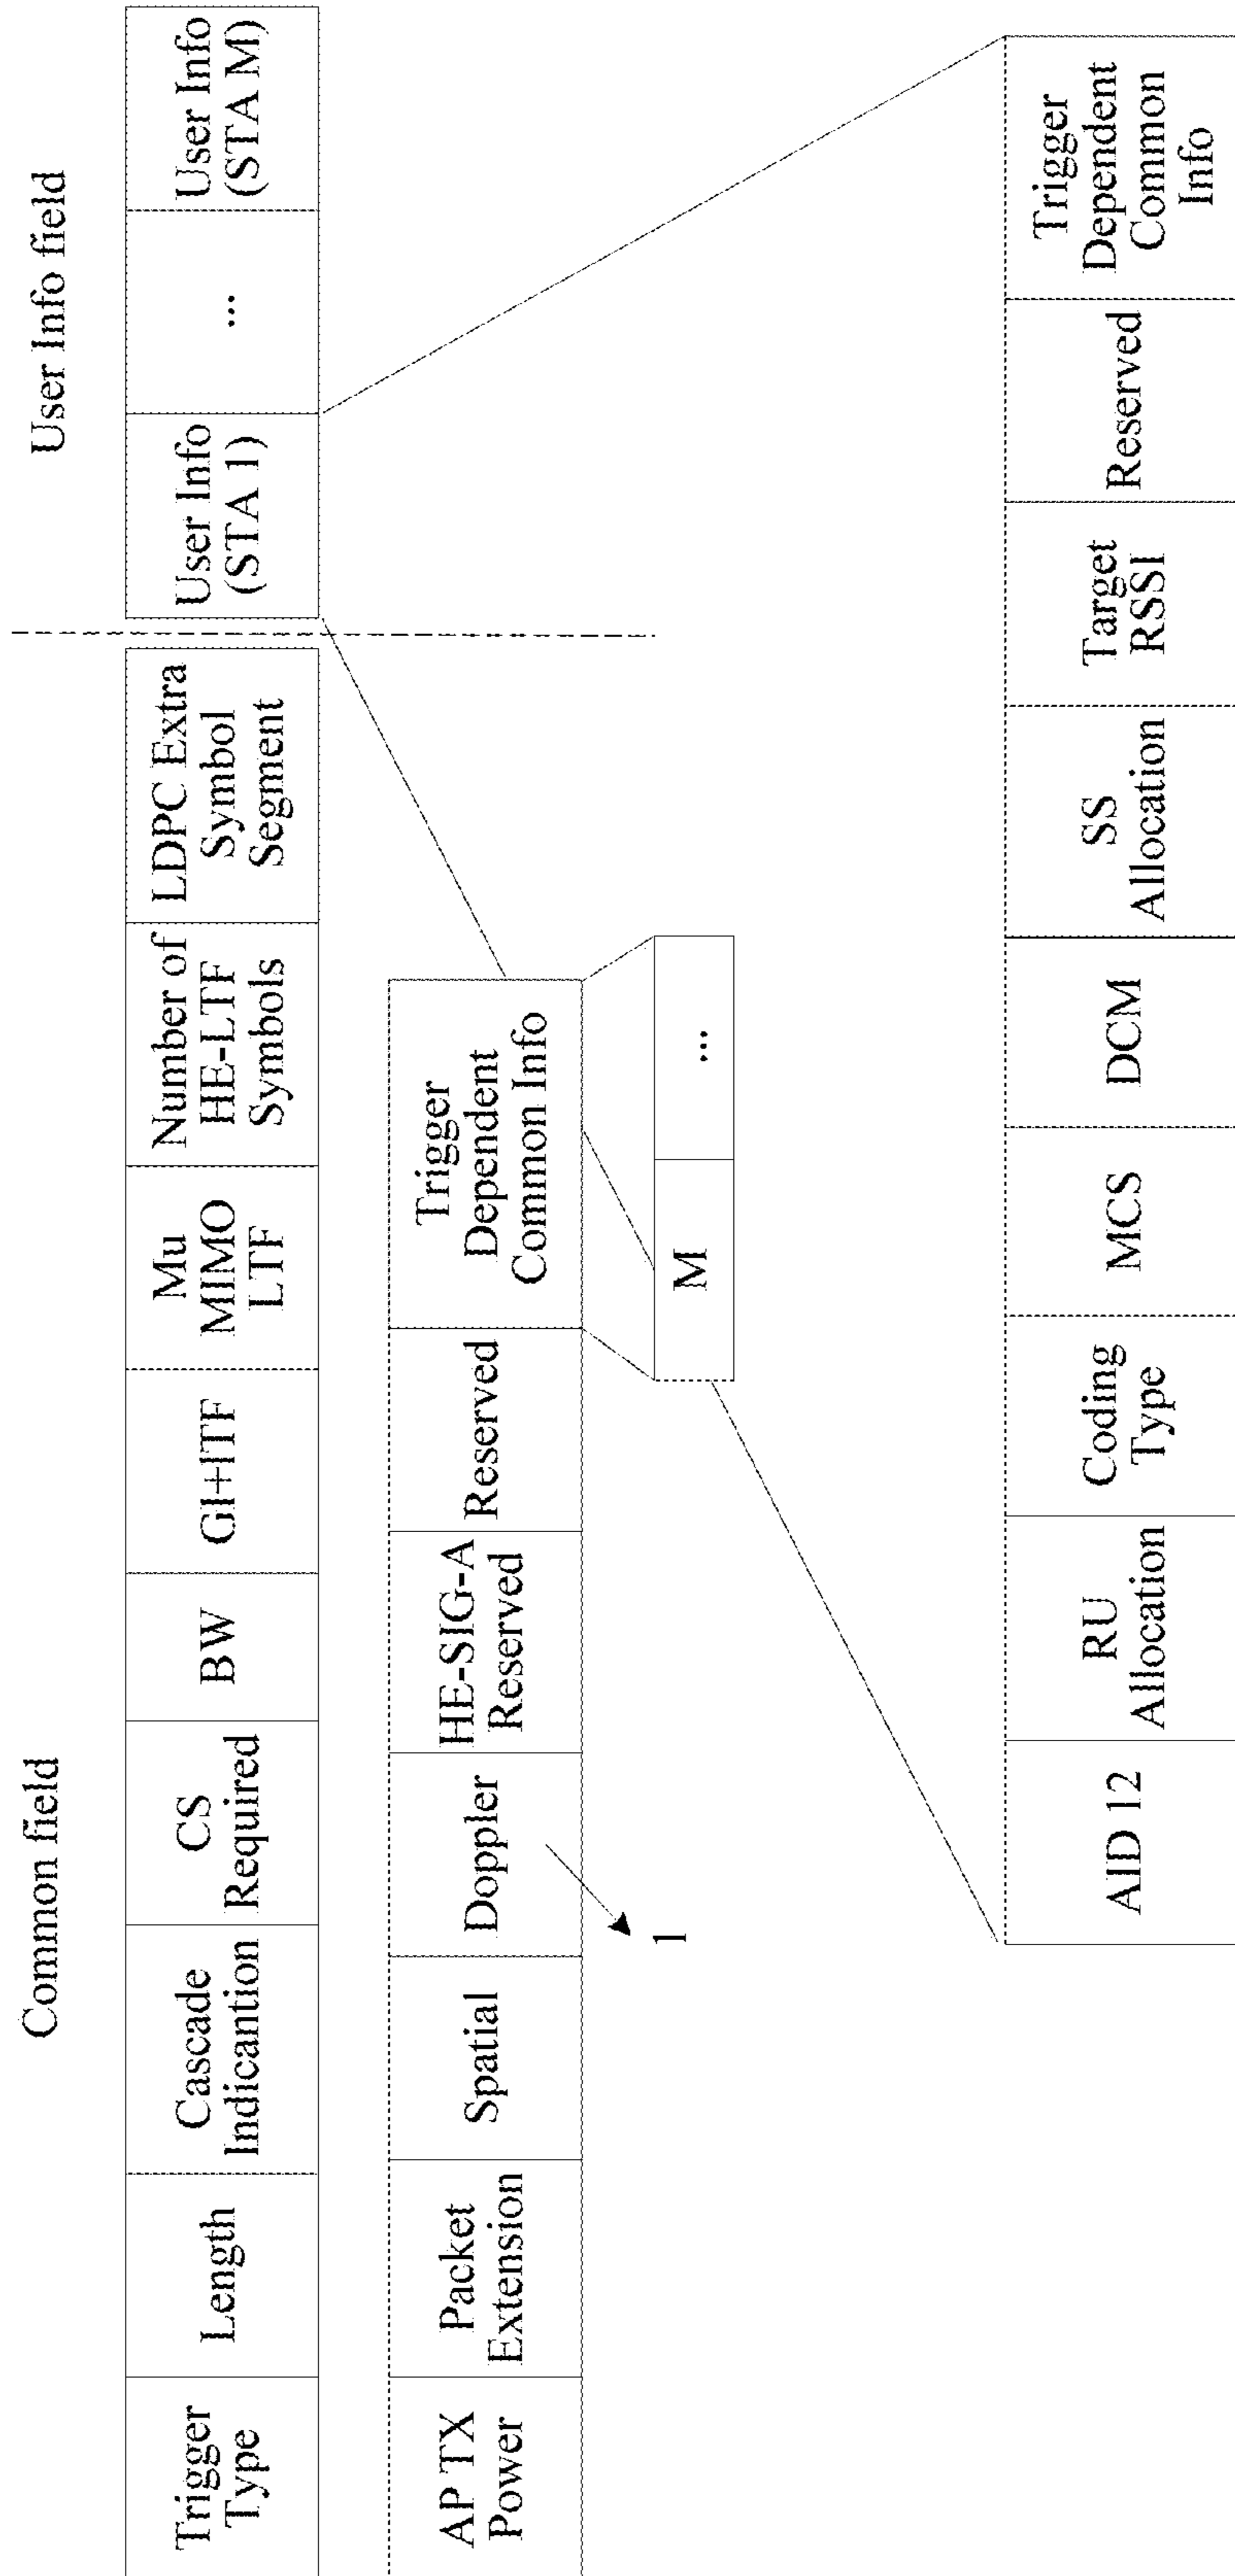 Common field
User Info field
Trigger
Type
Length
Cascade
Indicantion
CS
Required
BW
GI+ITF
Mu
MIMO
LTF
Number of
HE-LTF
Symbols
LDPC Extra
Symbol
Segment
User Info
(STA 1)
...
User Info
(STA M)
AP TX
Power
Packet
Extension
Spatial
Doppler
HE-SIG-A
Reserved
Reserved
Trigger
Dependent
Common Info
1
M
...
AID 12
RU
Allocation
Coding
Type
MCS
DCM
SS
Allocation
Target
RSSI
Reserved
Trigger
Dependent
Common
Info